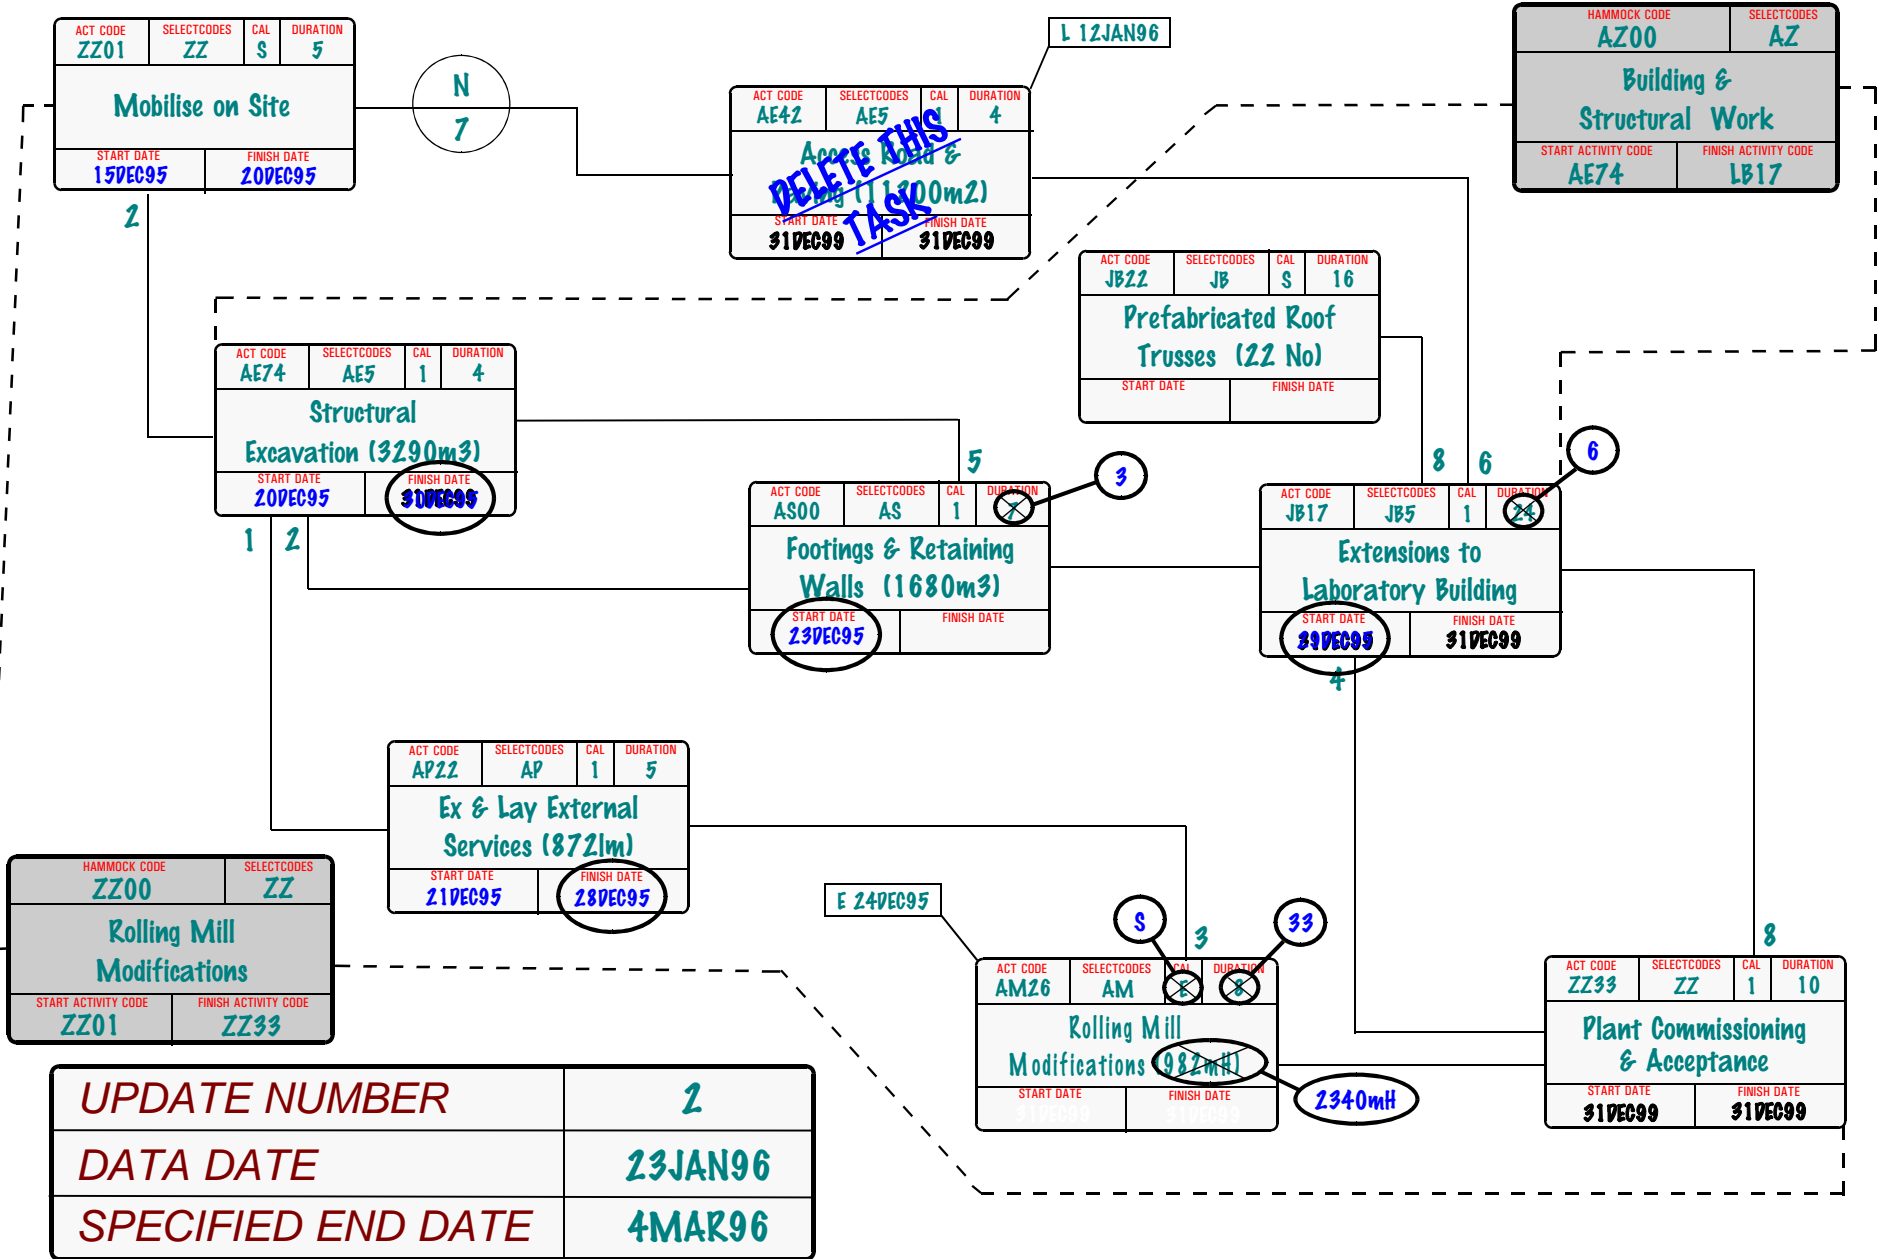 ACT CODE SELECTCODES CAL DURATION
ZZ01 ZZ S 5
Mobilise on Site
START DATE FINISH DATE
15DEC95 20DEC95
2
N
7
L 12JAN96
ACT CODE SELECTCODES CAL DURATION
AE42 AE5 1 4
Access Road &
Paving (11200m2)
DELETE THIS
TASK
START DATE FINISH DATE
31DEC99 31DEC99
HAMMOCK CODE SELECTCODES
AZ00 AZ
Building &
Structural Work
START ACTIVITY CODE FINISH ACTIVITY CODE
AE74 LB17
ACT CODE SELECTCODES CAL DURATION
JB22 JB S 16
Prefabricated Roof
Trusses (22 No)
START DATE FINISH DATE
8 6
6
ACT CODE SELECTCODES CAL DURATION
AE74 AE5 1 4
Structural
Excavation (3290m3)
START DATE FINISH DATE
20DEC95
1 2
5
3
ACT CODE SELECTCODES CAL DURATION
AS00 AS 1 7
Footings & Retaining
Walls (1680m3)
START DATE FINISH DATE
23DEC95
ACT CODE SELECTCODES CAL DURATION
JB17 JB5 1 24
Extensions to
Laboratory Building
START DATE FINISH DATE
31DEC99
4
ACT CODE SELECTCODES CAL DURATION
AP22 AP 1 5
Ex & Lay External
Services (872lm)
START DATE FINISH DATE
21DEC95 28DEC95
HAMMOCK CODE SELECTCODES
ZZ00 ZZ
Rolling Mill
Modifications
START ACTIVITY CODE FINISH ACTIVITY CODE
ZZ01 ZZ33
E 24DEC95
S
33
3
ACT CODE SELECTCODES CAL DURATION
AM26 AM E 8
Rolling Mill
Modifications (982mH)
START DATE FINISH DATE
31DEC99 31DEC99
2340mH
8
ACT CODE SELECTCODES CAL DURATION
ZZ33 ZZ 1 10
Plant Commissioning
& Acceptance
START DATE FINISH DATE
31DEC99 31DEC99
UPDATE NUMBER 2
DATA DATE 23JAN96
SPECIFIED END DATE 4MAR96